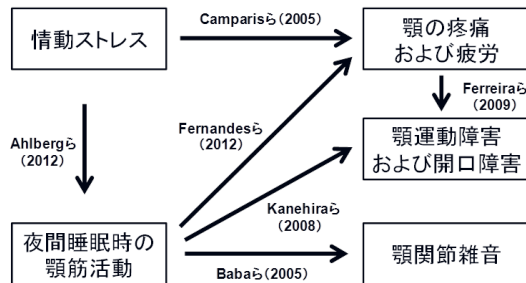 Camparisら（2005）
情動ストレス
顎の疼痛
および疲労
Ahlbergら
（2012）
Fernandesら
（2012）
Ferreiraら
（2009）
顎運動障害
および開口障害
Kanehiraら
（2008）
夜間睡眠時の
顎筋活動
Babaら（2005）
顎関節雑音